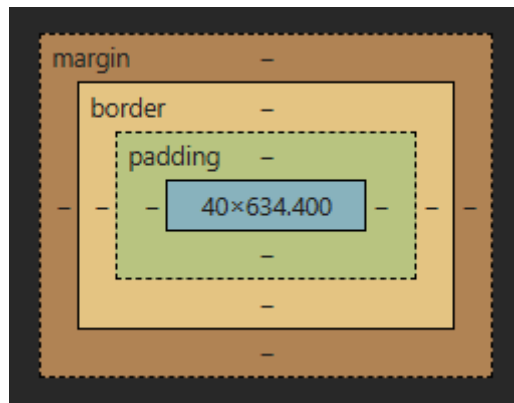 margin –
border –
padding –
– – – 40×634.400 – – –
–
–
–